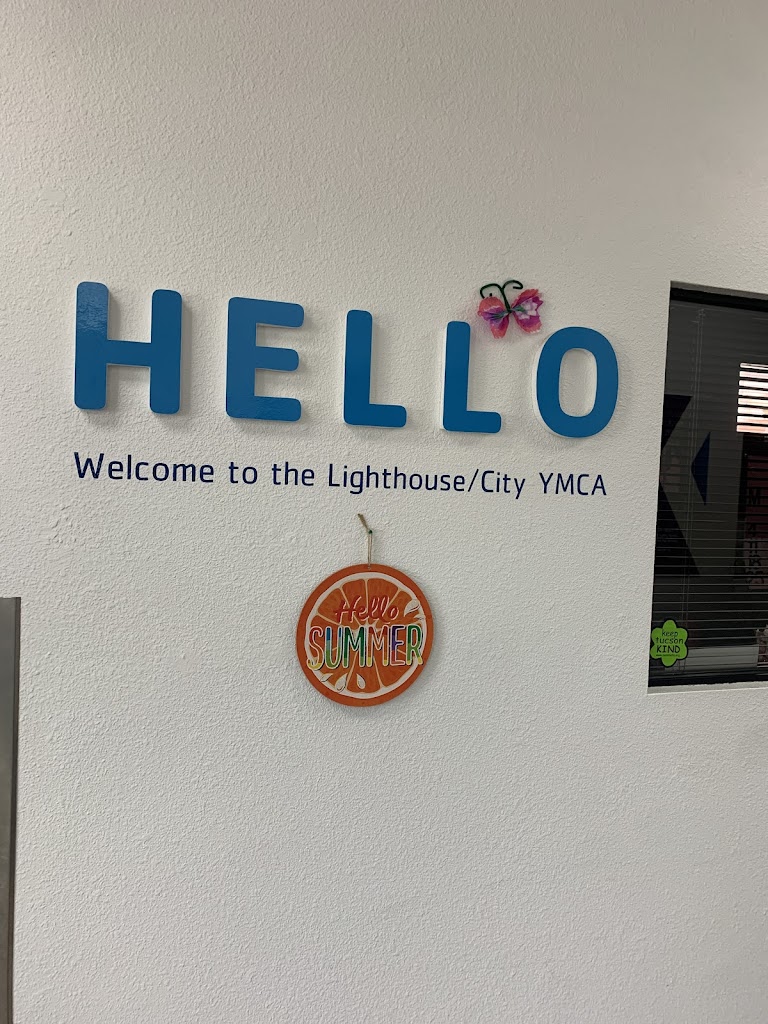 HELLO
Welcome to the Lighthouse/City YMCA
Hello
SUMMER
keep
tucson
KIND